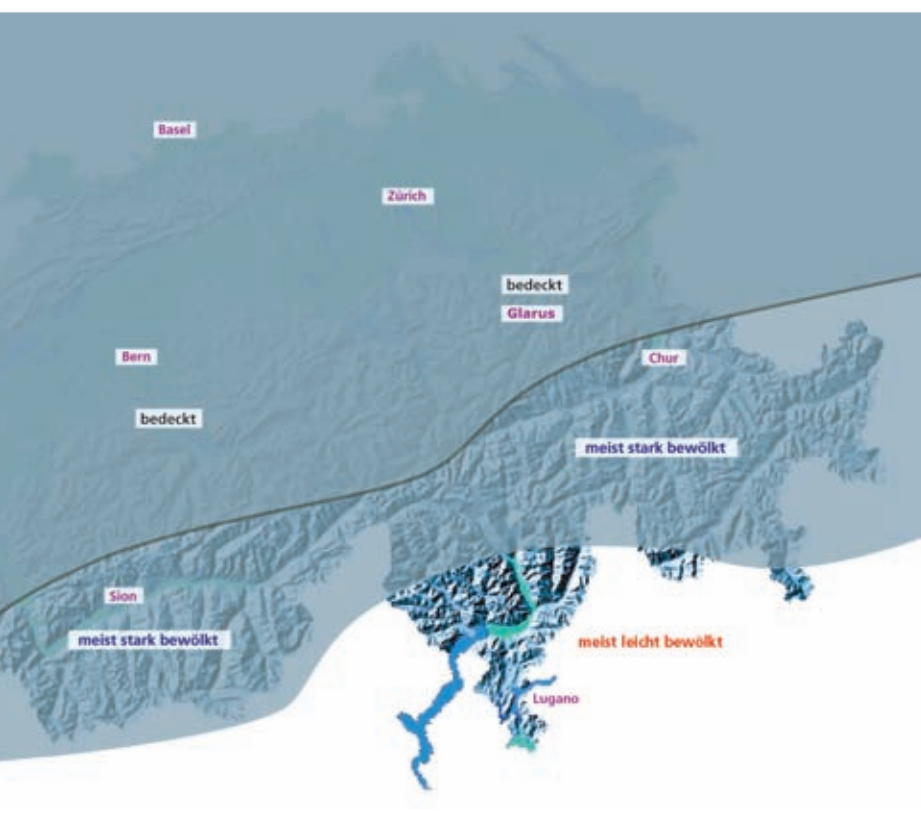 Basel
Zürich
bedeckt
Glarus
Bern
Chur
bedeckt
meist stark bewölkt
Sion
meist stark bewölkt
meist leicht bewölkt
Lugano